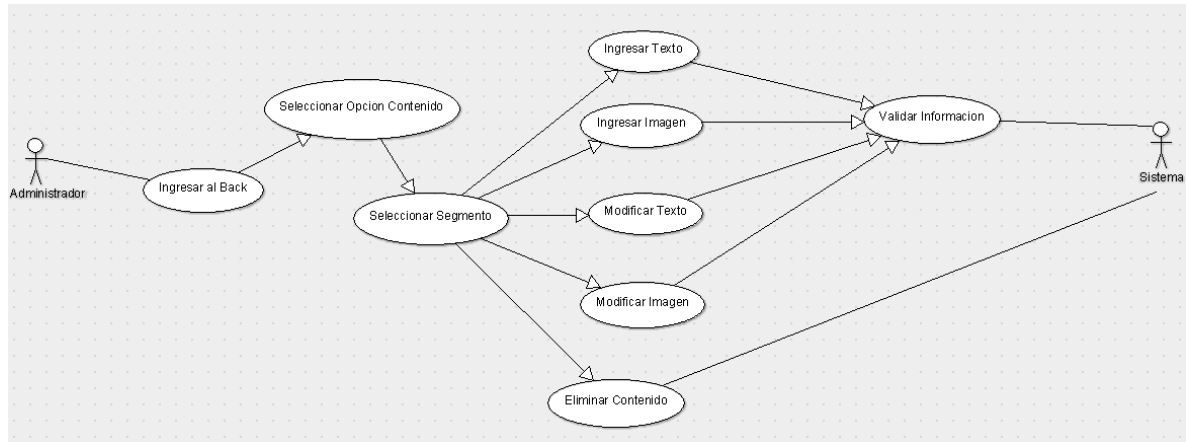 Ingresar Texto
Seleccionar Opcion Contenido
Ingresar Imagen
Validar Informacion
Administrador
Ingresar al Back
Sistema
Seleccionar Segmento
Modificar Texto
Modificar Imagen
Eliminar Contenido